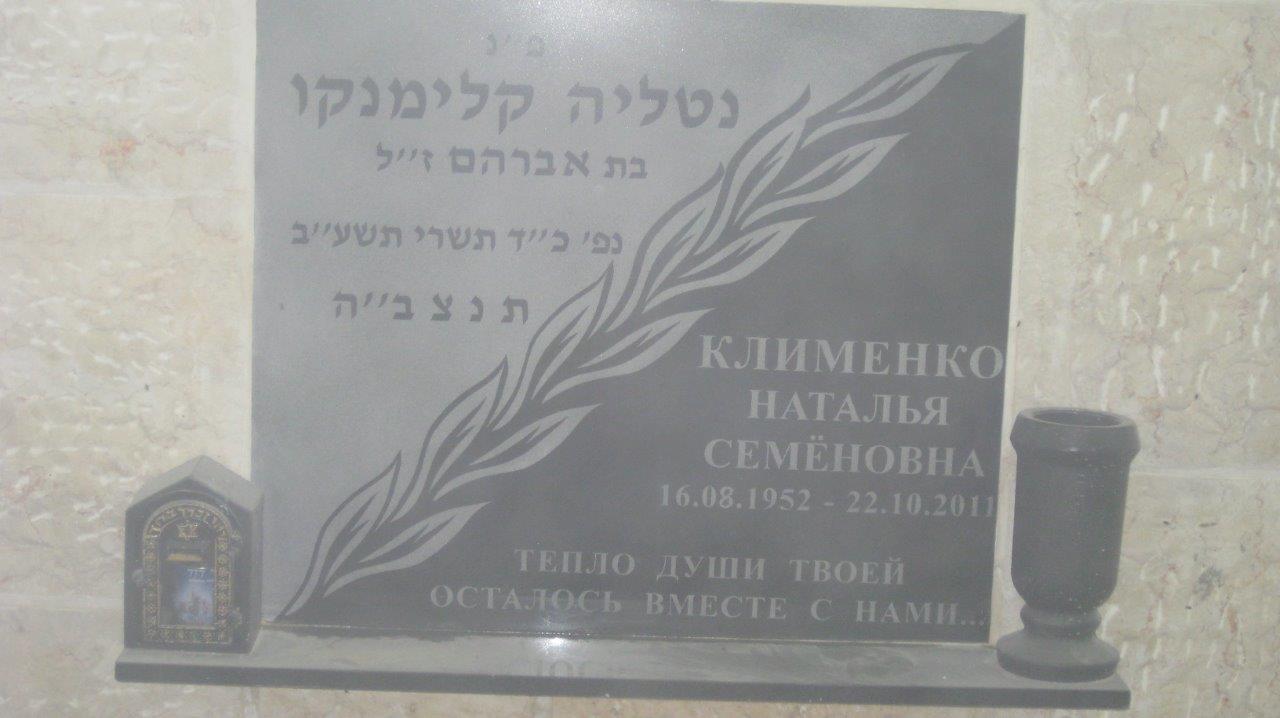 פ״נ
נטליה קלימנקו
בת אברהם ז״ל
נפ׳ כ״ד תשרי תשע״ב
ת נ צ ב״ה
КЛИМЕНКО
НАТАЛЬЯ
СЕМЁНОВНА
16.08.1952 - 22.10.2011
ТЕПЛО ДУШИ ТВОЕЙ
ОСТАЛОСЬ ВМЕСТЕ С НАМИ...